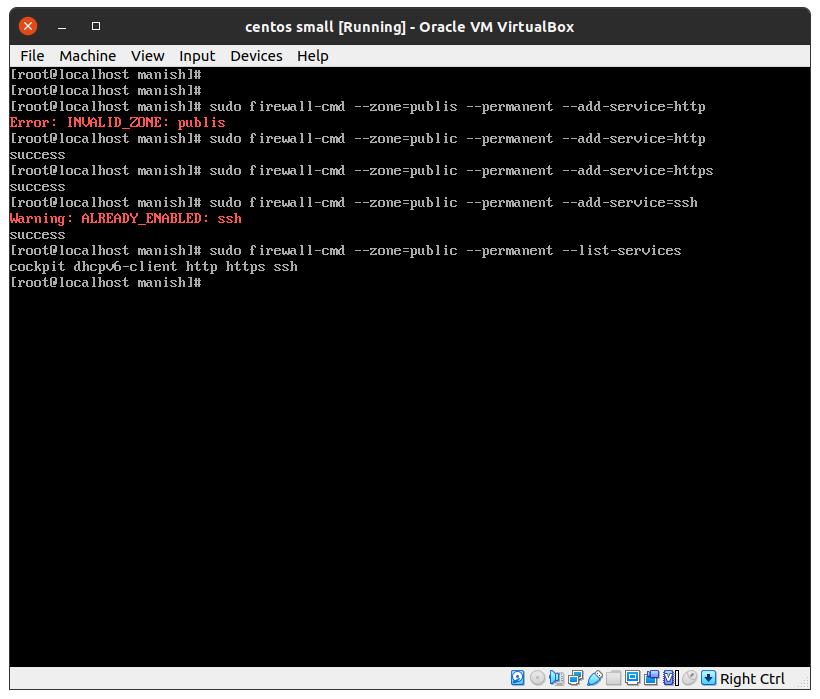 centos small [Running] - Oracle VM VirtualBox
File Machine View Input Devices Help
[root@localhost manish]#
[root@localhost manish]#
[root@localhost manish]# sudo firewall-cmd --zone=publis --permanent --add-service=http
Error: INVALID_ZONE: publis
[root@localhost manish]# sudo firewall-cmd --zone=public --permanent --add-service=http
success
[root@localhost manish]# sudo firewall-cmd --zone=public --permanent --add-service=https
success
[root@localhost manish]# sudo firewall-cmd --zone=public --permanent --add-service=ssh
Warning: ALREADY_ENABLED: ssh
success
[root@localhost manish]# sudo firewall-cmd --zone=public --permanent --list-services
cockpit dhcpv6-client http https ssh
[root@localhost manish]#
Right Ctrl